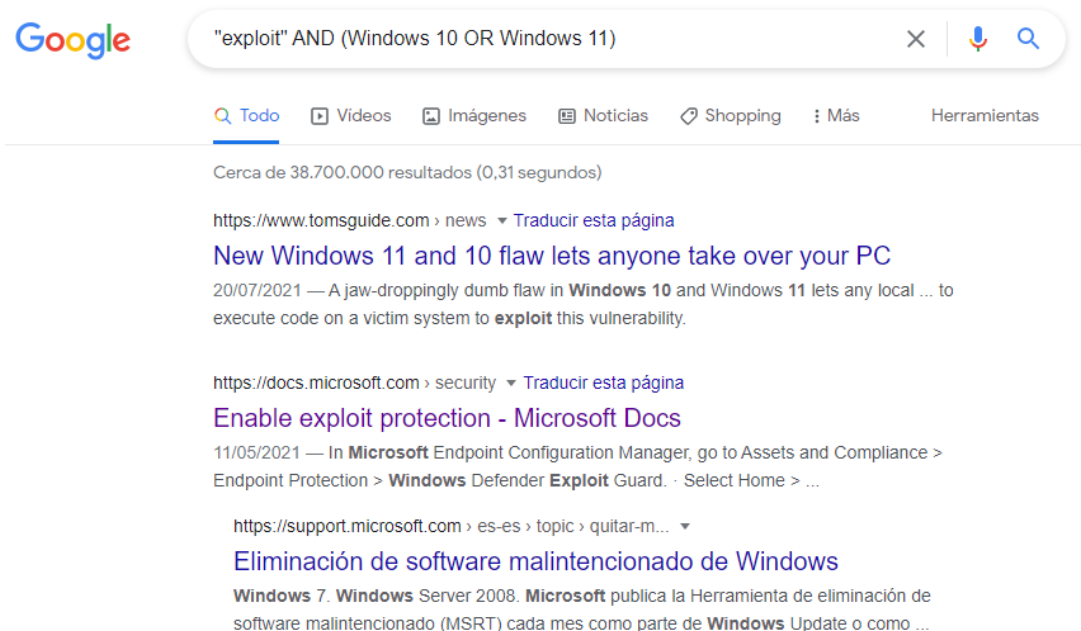 Google
"exploit" AND (Windows 10 OR Windows 11)
Todo Vídeos Imágenes Noticias Shopping Más Herramientas
Cerca de 38.700.000 resultados (0,31 segundos)
https://www.tomsguide.com › news Traducir esta página
New Windows 11 and 10 flaw lets anyone take over your PC
20/07/2021 — A jaw-droppingly dumb flaw in Windows 10 and Windows 11 lets any local ... to
execute code on a victim system to exploit this vulnerability.
https://docs.microsoft.com › security Traducir esta página
Enable exploit protection - Microsoft Docs
11/05/2021 — In Microsoft Endpoint Configuration Manager, go to Assets and Compliance >
Endpoint Protection > Windows Defender Exploit Guard. · Select Home > ...
https://support.microsoft.com › es-es › topic › quitar-m...
Eliminación de software malintencionado de Windows
Windows 7. Windows Server 2008. Microsoft publica la Herramienta de eliminación de
software malintencionado (MSRT) cada mes como parte de Windows Update o como ...